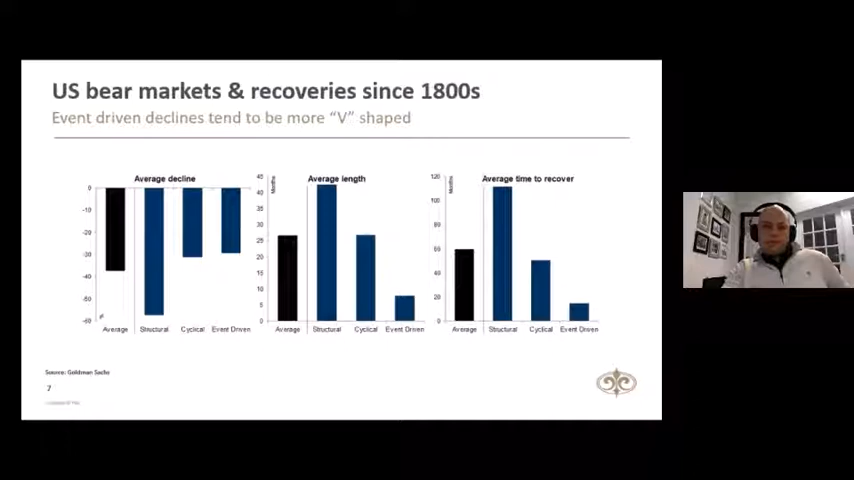 US bear markets & recoveries since 1800s
Event driven declines tend to be more “V” shaped
Average decline
0
-10
-20
-30
-40
-50
-60
%
Average
Structural
Cyclical
Event Driven
Average length
Months
45
40
35
30
25
20
15
10
5
0
Average
Structural
Cyclical
Event Driven
Average time to recover
Months
120
100
80
60
40
20
0
Average
Structural
Cyclical
Event Driven
Source: Goldman Sachs
7